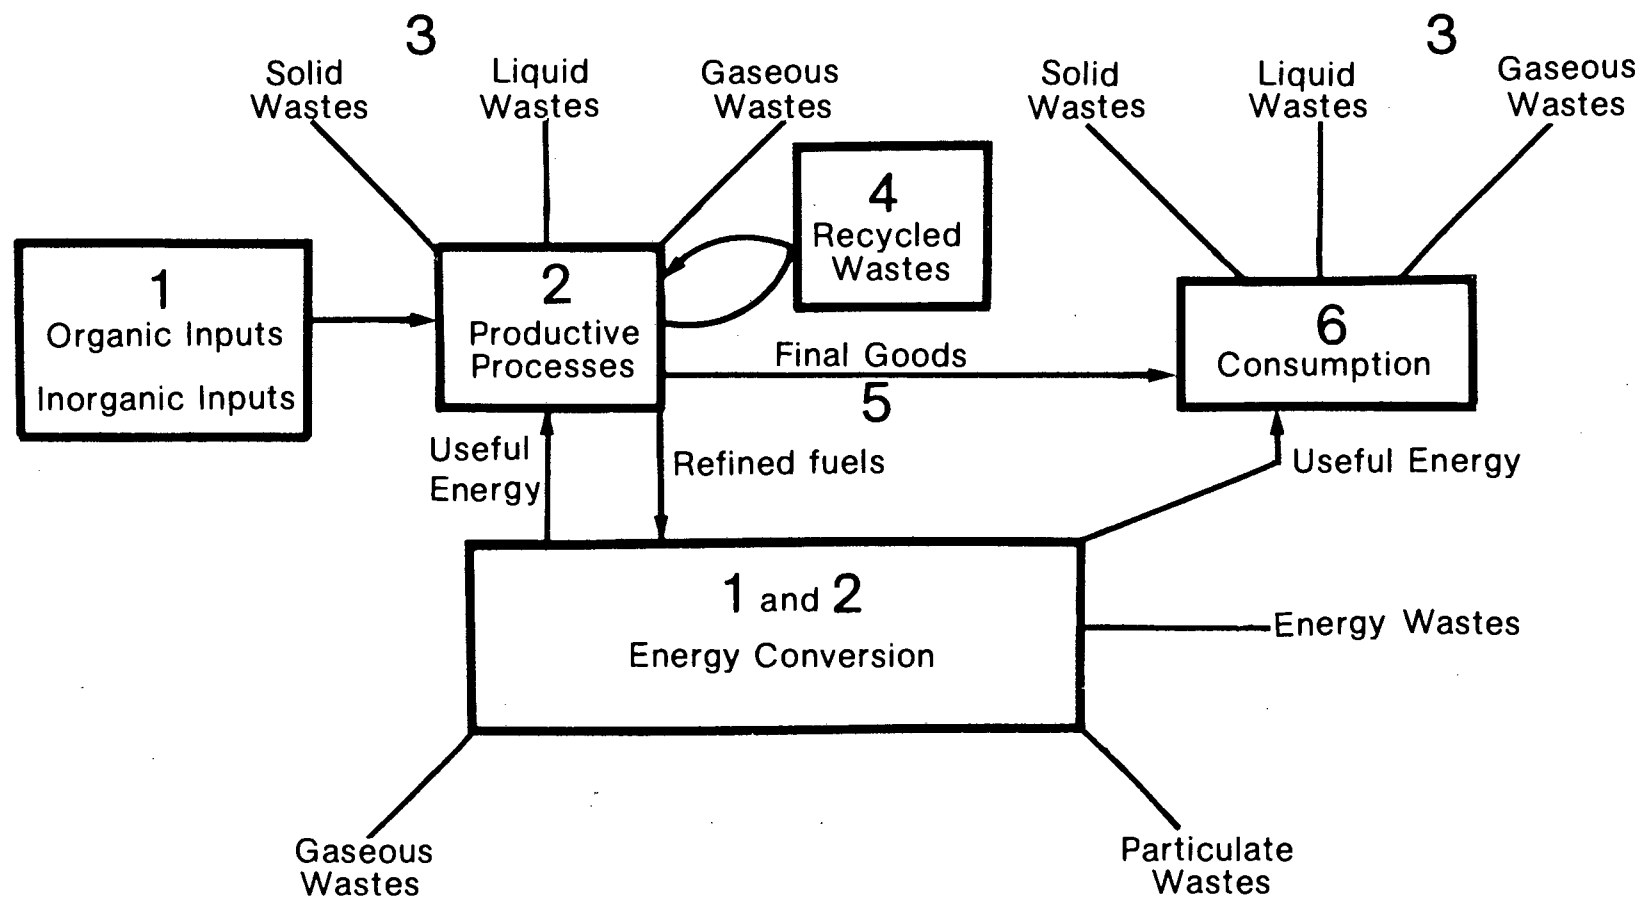 3
Solid
Wastes
Liquid
Wastes
Gaseous
Wastes
3
Solid
Wastes
Liquid
Wastes
Gaseous
Wastes
1
Organic Inputs
Inorganic Inputs
2
Productive
Processes
4
Recycled
Wastes
Final Goods
5
6
Consumption
Useful
Energy
Refined fuels
Useful Energy
1 and 2
Energy Conversion
Energy Wastes
Gaseous
Wastes
Particulate
Wastes